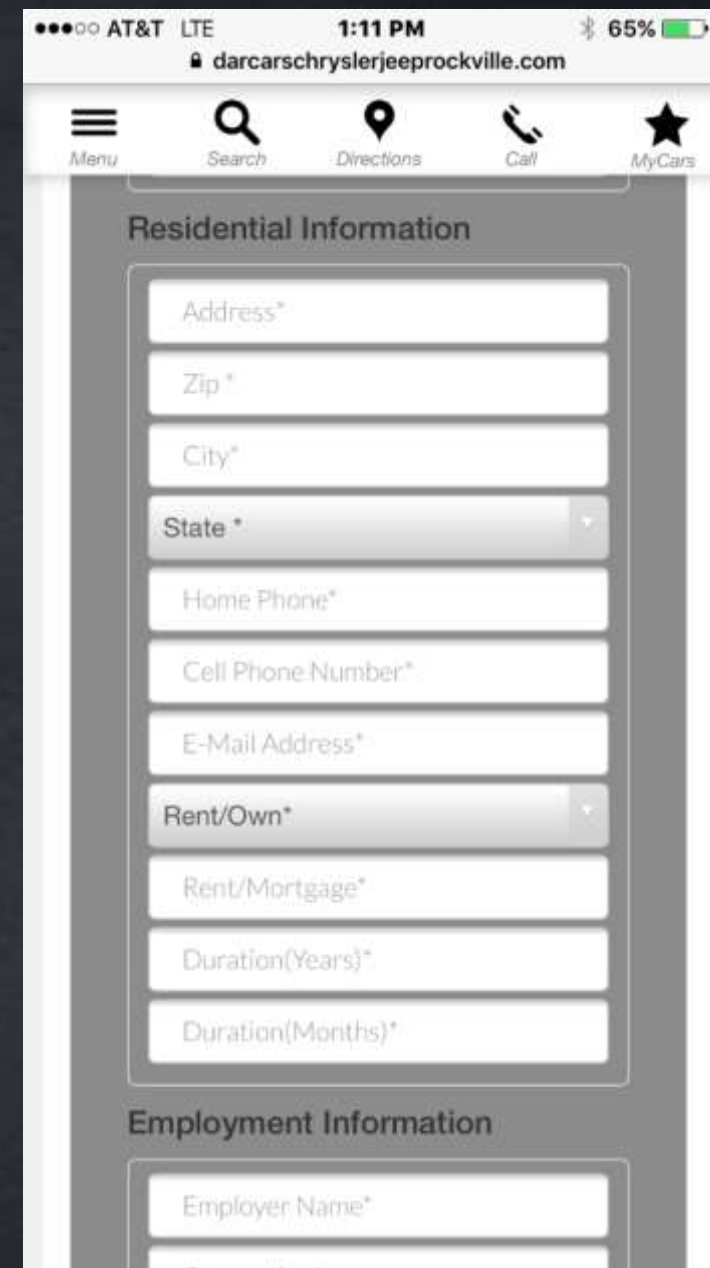 AT&T LTE 1:11 PM 65%
darcarschryslerjeeprockville.com
Menu Search Directions Call MyCars
Residential Information
Address*
Zip *
City*
State *
Home Phone*
Cell Phone Number*
E-Mail Address*
Rent/Own*
Rent/Mortgage*
Duration(Years)*
Duration(Months)*
Employment Information
Employer Name*